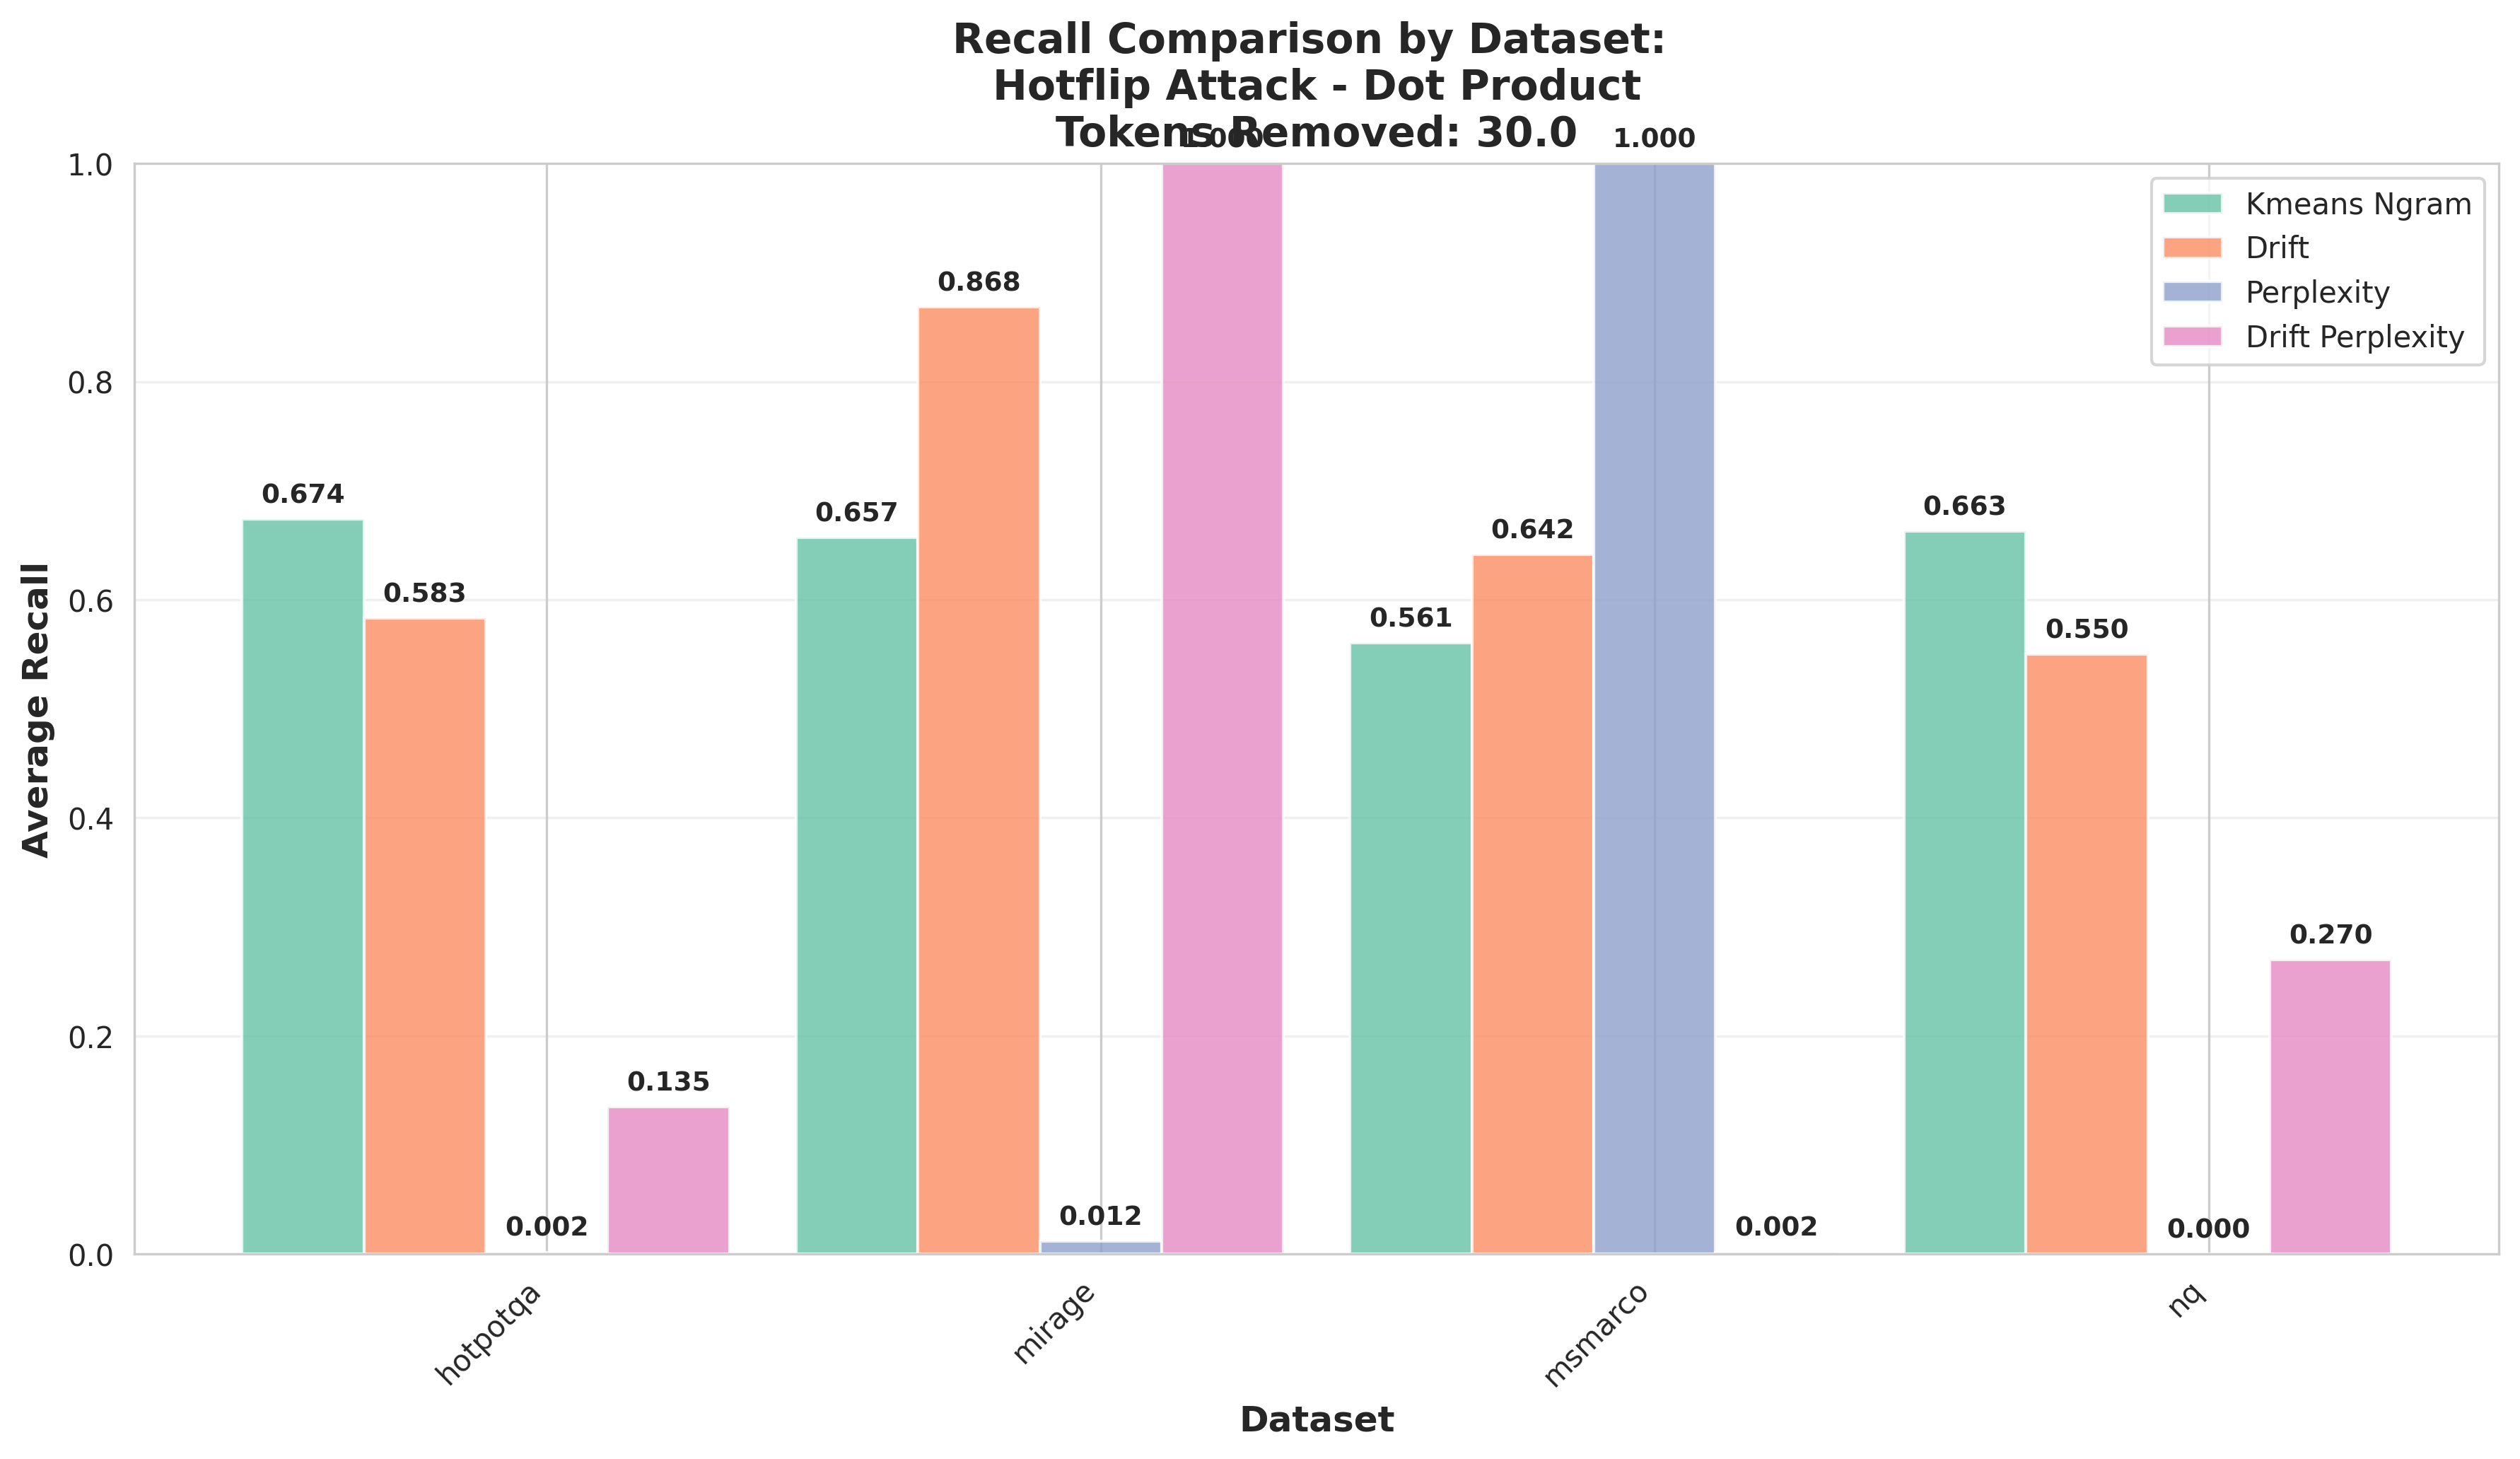 Recall Comparison by Dataset:
Hotflip Attack - Dot Product
Tokens Removed: 30.0
1.000
1.000
1.0
0.8
0.6
0.4
0.2
0.0
Average Recall
Kmeans Ngram
Drift
Perplexity
Drift Perplexity
0.674
0.583
0.002
0.135
0.657
0.868
0.012
0.561
0.642
0.002
0.663
0.550
0.000
0.270
hotpotqa
mirage
msmarco
nq
Dataset